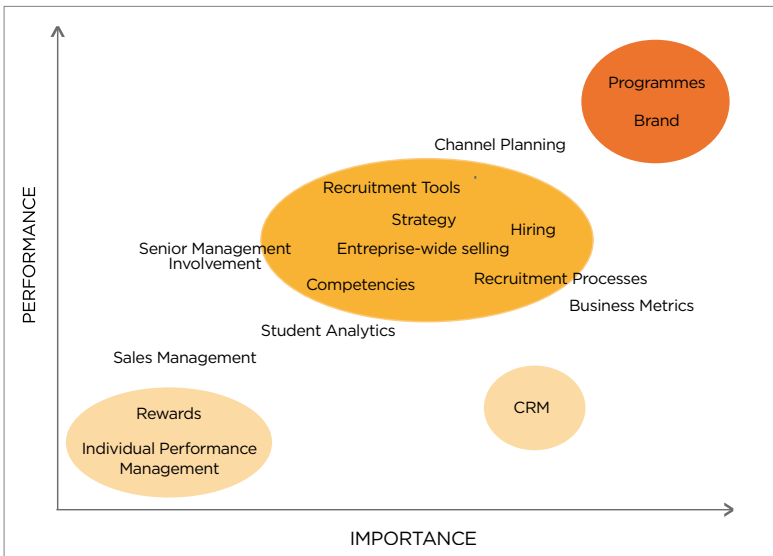 Programmes
Brand
Channel Planning
Recruitment Tools
Strategy
Hiring
Senior Management
Involvement
Entreprise-wide selling
Competencies
Recruitment Processes
Business Metrics
Student Analytics
Sales Management
Rewards
CRM
Individual Performance
Management
PERFORMANCE
IMPORTANCE